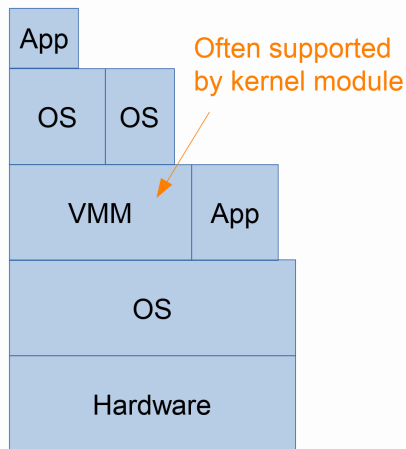 App
Often supported
by kernel module
OS
OS
VMM
App
OS
Hardware